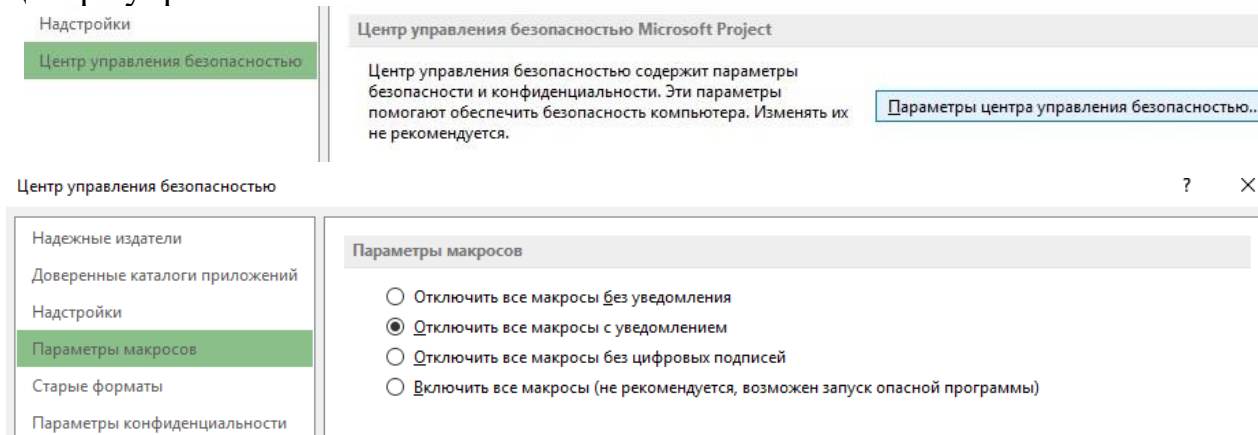 Надстройки
Центр управления безопасностью
Центр управления безопасностью Microsoft Project
Центр управления безопасностью содержит параметры
безопасности и конфиденциальности. Эти параметры
помогают обеспечить безопасность компьютера. Изменять их
не рекомендуется.
Параметры центра управления безопасностью...
Центр управления безопасностью
?
Надежные издатели
Доверенные каталоги приложений
Надстройки
Параметры макросов
Старые форматы
Параметры конфиденциальности
Параметры макросов
Отключить все макросы без уведомления
Отключить все макросы с уведомлением
Отключить все макросы без цифровых подписей
Включить все макросы (не рекомендуется, возможен запуск опасной программы)